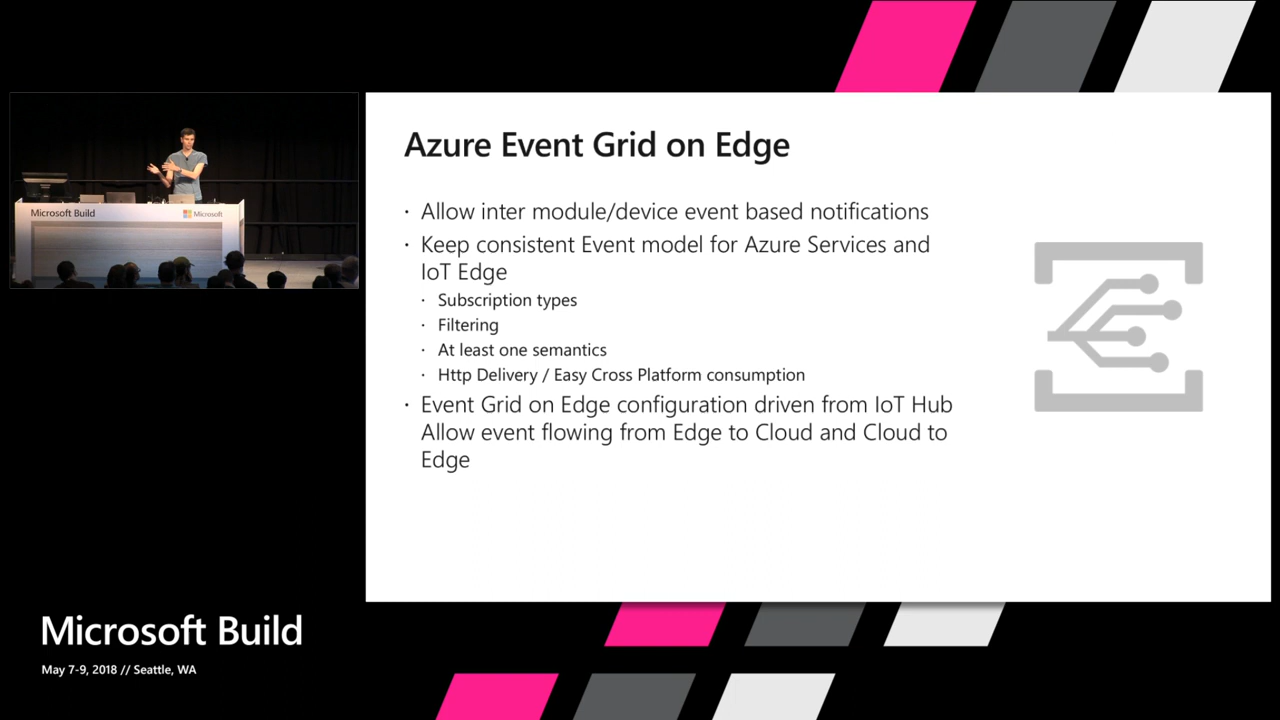 Microsoft Build
Microsoft
Azure Event Grid on Edge
· Allow inter module/device event based notifications
· Keep consistent Event model for Azure Services and
IoT Edge
· Subscription types
· Filtering
· At least one semantics
· Http Delivery / Easy Cross Platform consumption
· Event Grid on Edge configuration driven from IoT Hub
Allow event flowing from Edge to Cloud and Cloud to
Edge
Microsoft Build
May 7-9, 2018 // Seattle, WA